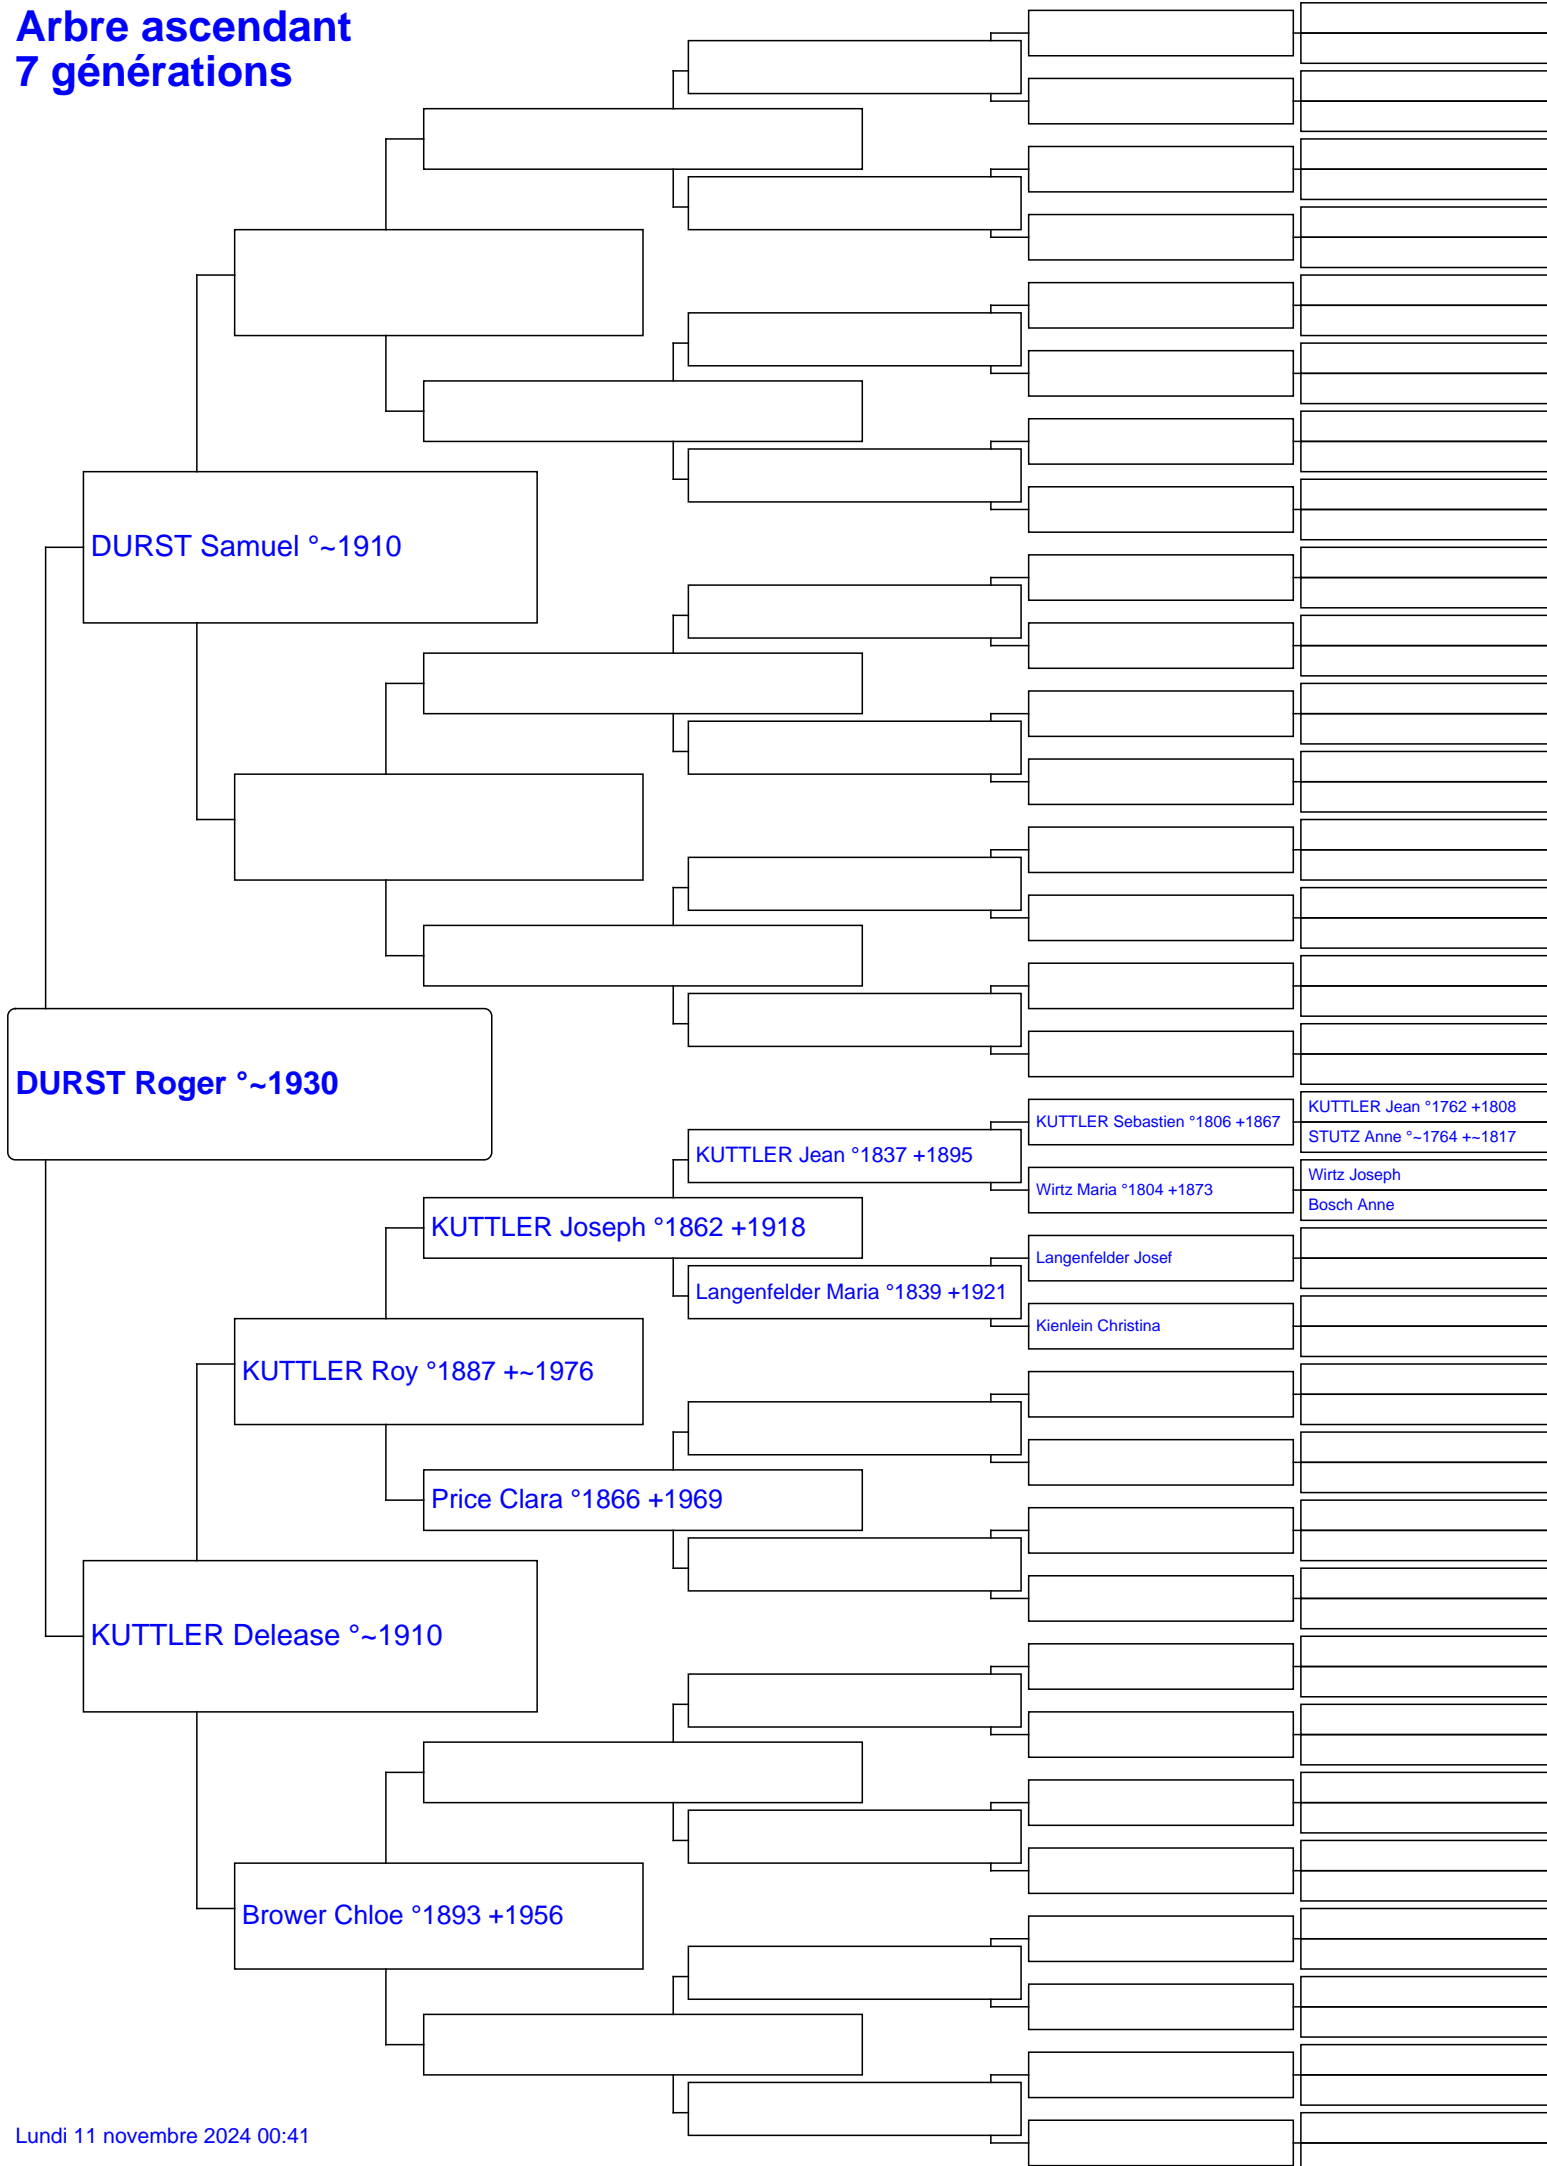 Arbre ascendant
7 générations
DURST Samuel °~1910
DURST Roger °~1930
KUTTLER Sebastien °1806 +1867
KUTTLER Jean °1762 +1808
STUTZ Anne °~1764 +~1817
KUTTLER Jean °1837 +1895
Wirtz Maria °1804 +1873
Wirtz Joseph
Bosch Anne
KUTTLER Joseph °1862 +1918
Langenfelder Josef
Langenfelder Maria °1839 +1921
Kienlein Christina
KUTTLER Roy °1887 +~1976
Price Clara °1866 +1969
KUTTLER Delease °~1910
Brower Chloe °1893 +1956
Lundi 11 novembre 2024 00:41